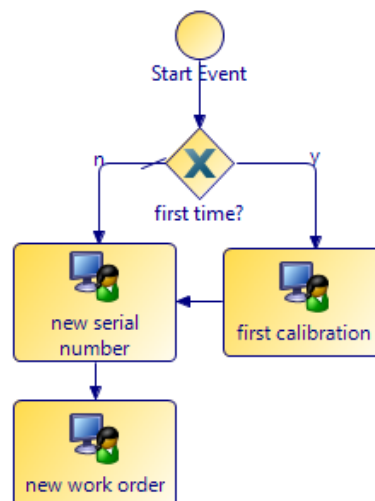 Start Event
n
y
first time?
new serial
number
first calibration
new work order